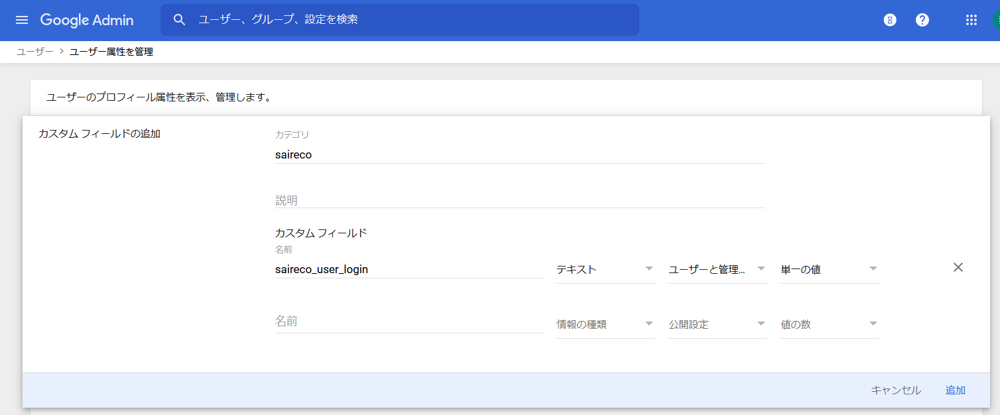 Google Admin
ユーザー、グループ、設定を検索
ユーザー > ユーザー属性を管理
ユーザーのプロフィール属性を表示、管理します。
カスタム フィールドの追加
カテゴリ
saireco
説明
カスタム フィールド
名前
saireco_user_login テキスト ユーザーと管理... 単一の値
名前 情報の種類 公開設定 値の数
キャンセル 追加